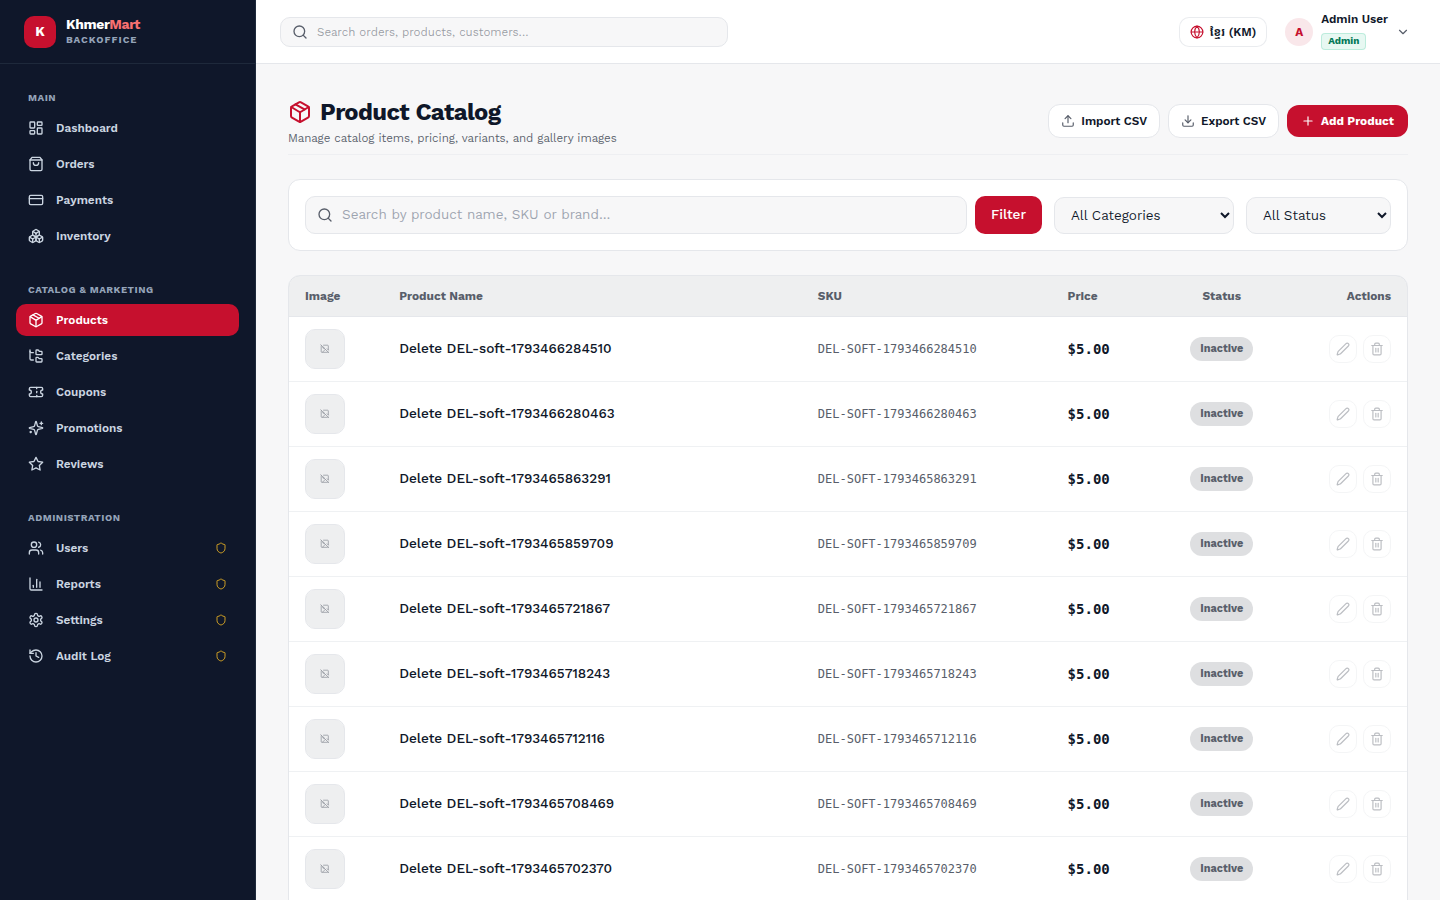 K
KhmerMart
BACKOFFICE
Search orders, products, customers...
ខ្មែរ (KM)
A
Admin User
Admin
MAIN
Dashboard
Orders
Payments
Inventory
CATALOG & MARKETING
Products
Categories
Coupons
Promotions
Reviews
ADMINISTRATION
Users
Reports
Settings
Audit Log
Product Catalog
Manage catalog items, pricing, variants, and gallery images
Import CSV
Export CSV
Add Product
Search by product name, SKU or brand...
Filter
All Categories
All Status
Image Product Name SKU Price Status Actions
Delete DEL-soft-1793466284510 DEL-SOFT-1793466284510 $5.00 Inactive
Delete DEL-soft-1793466280463 DEL-SOFT-1793466280463 $5.00 Inactive
Delete DEL-soft-1793465863291 DEL-SOFT-1793465863291 $5.00 Inactive
Delete DEL-soft-1793465859709 DEL-SOFT-1793465859709 $5.00 Inactive
Delete DEL-soft-1793465721867 DEL-SOFT-1793465721867 $5.00 Inactive
Delete DEL-soft-1793465718243 DEL-SOFT-1793465718243 $5.00 Inactive
Delete DEL-soft-1793465712116 DEL-SOFT-1793465712116 $5.00 Inactive
Delete DEL-soft-1793465708469 DEL-SOFT-1793465708469 $5.00 Inactive
Delete DEL-soft-1793465702370 DEL-SOFT-1793465702370 $5.00 Inactive